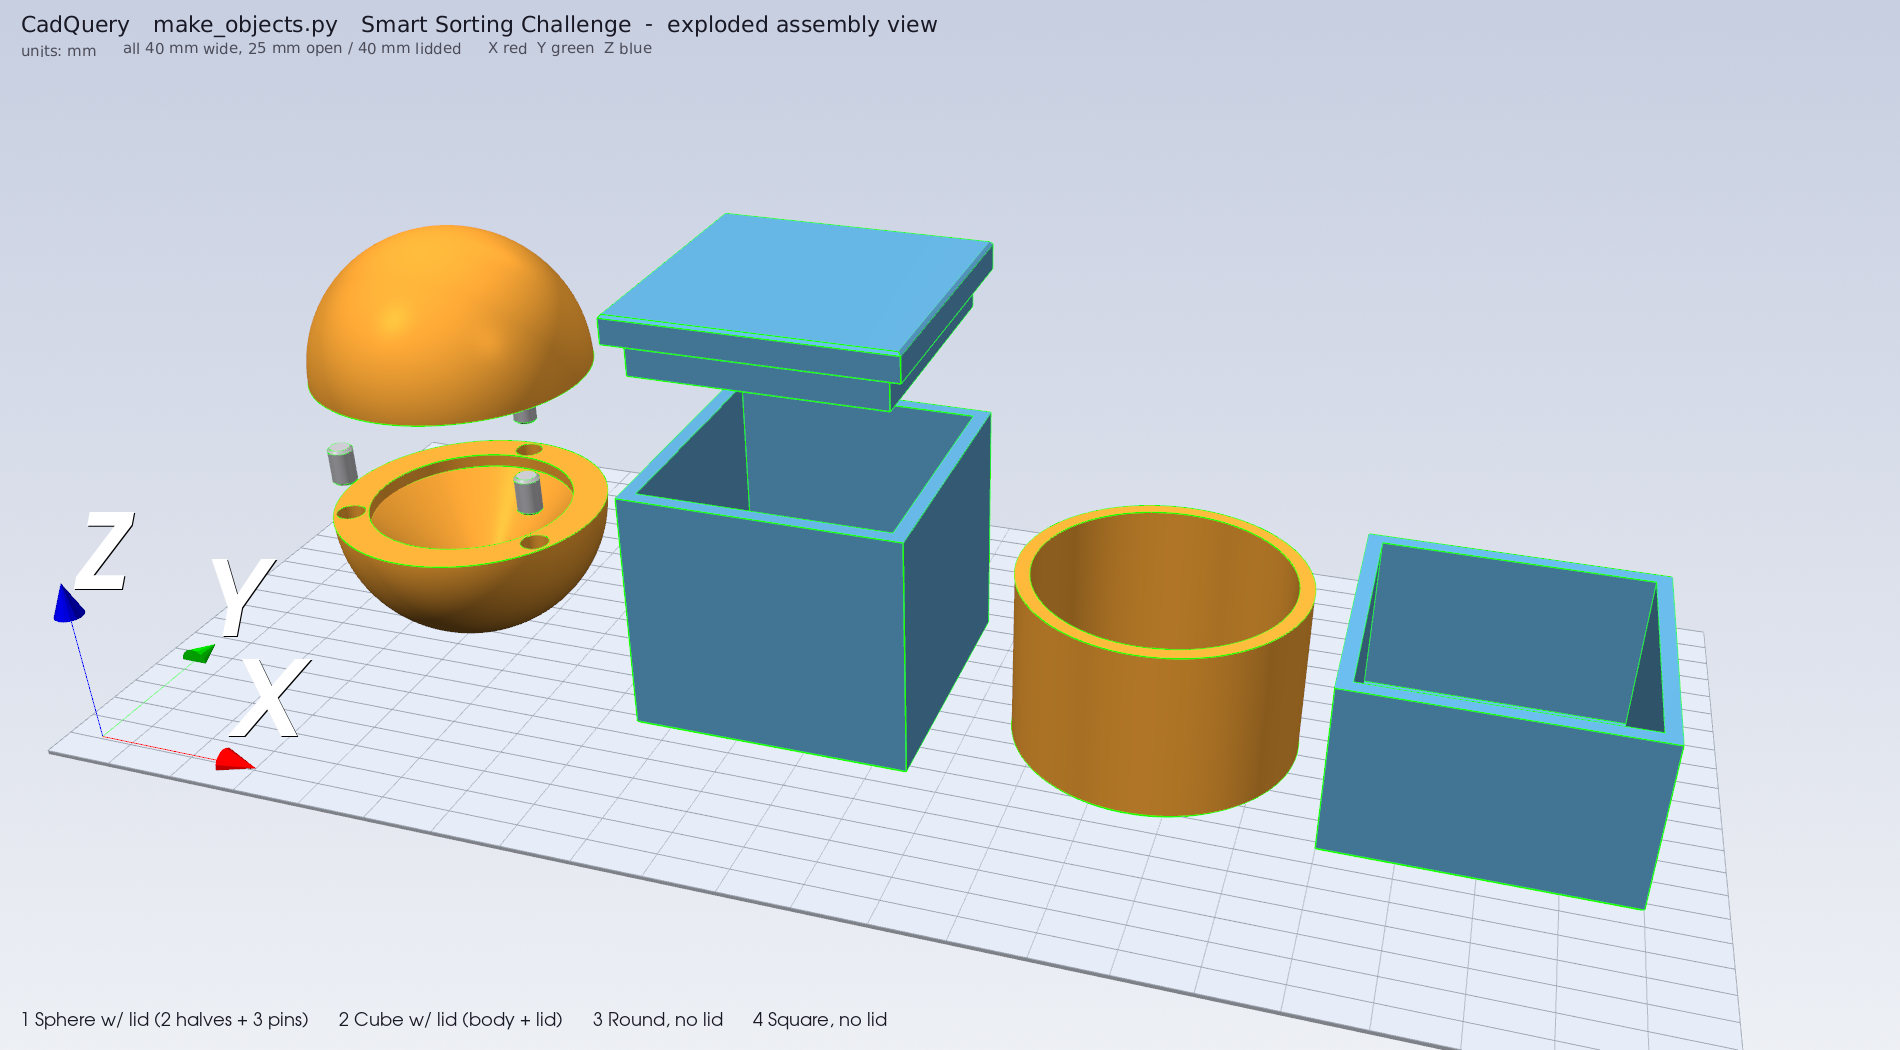 CadQuery make_objects.py Smart Sorting Challenge - exploded assembly view
units: mm all 40 mm wide, 25 mm open / 40 mm lidded X red Y green Z blue
Z
Y
X
1 Sphere w/ lid (2 halves + 3 pins) 2 Cube w/ lid (body + lid) 3 Round, no lid 4 Square, no lid